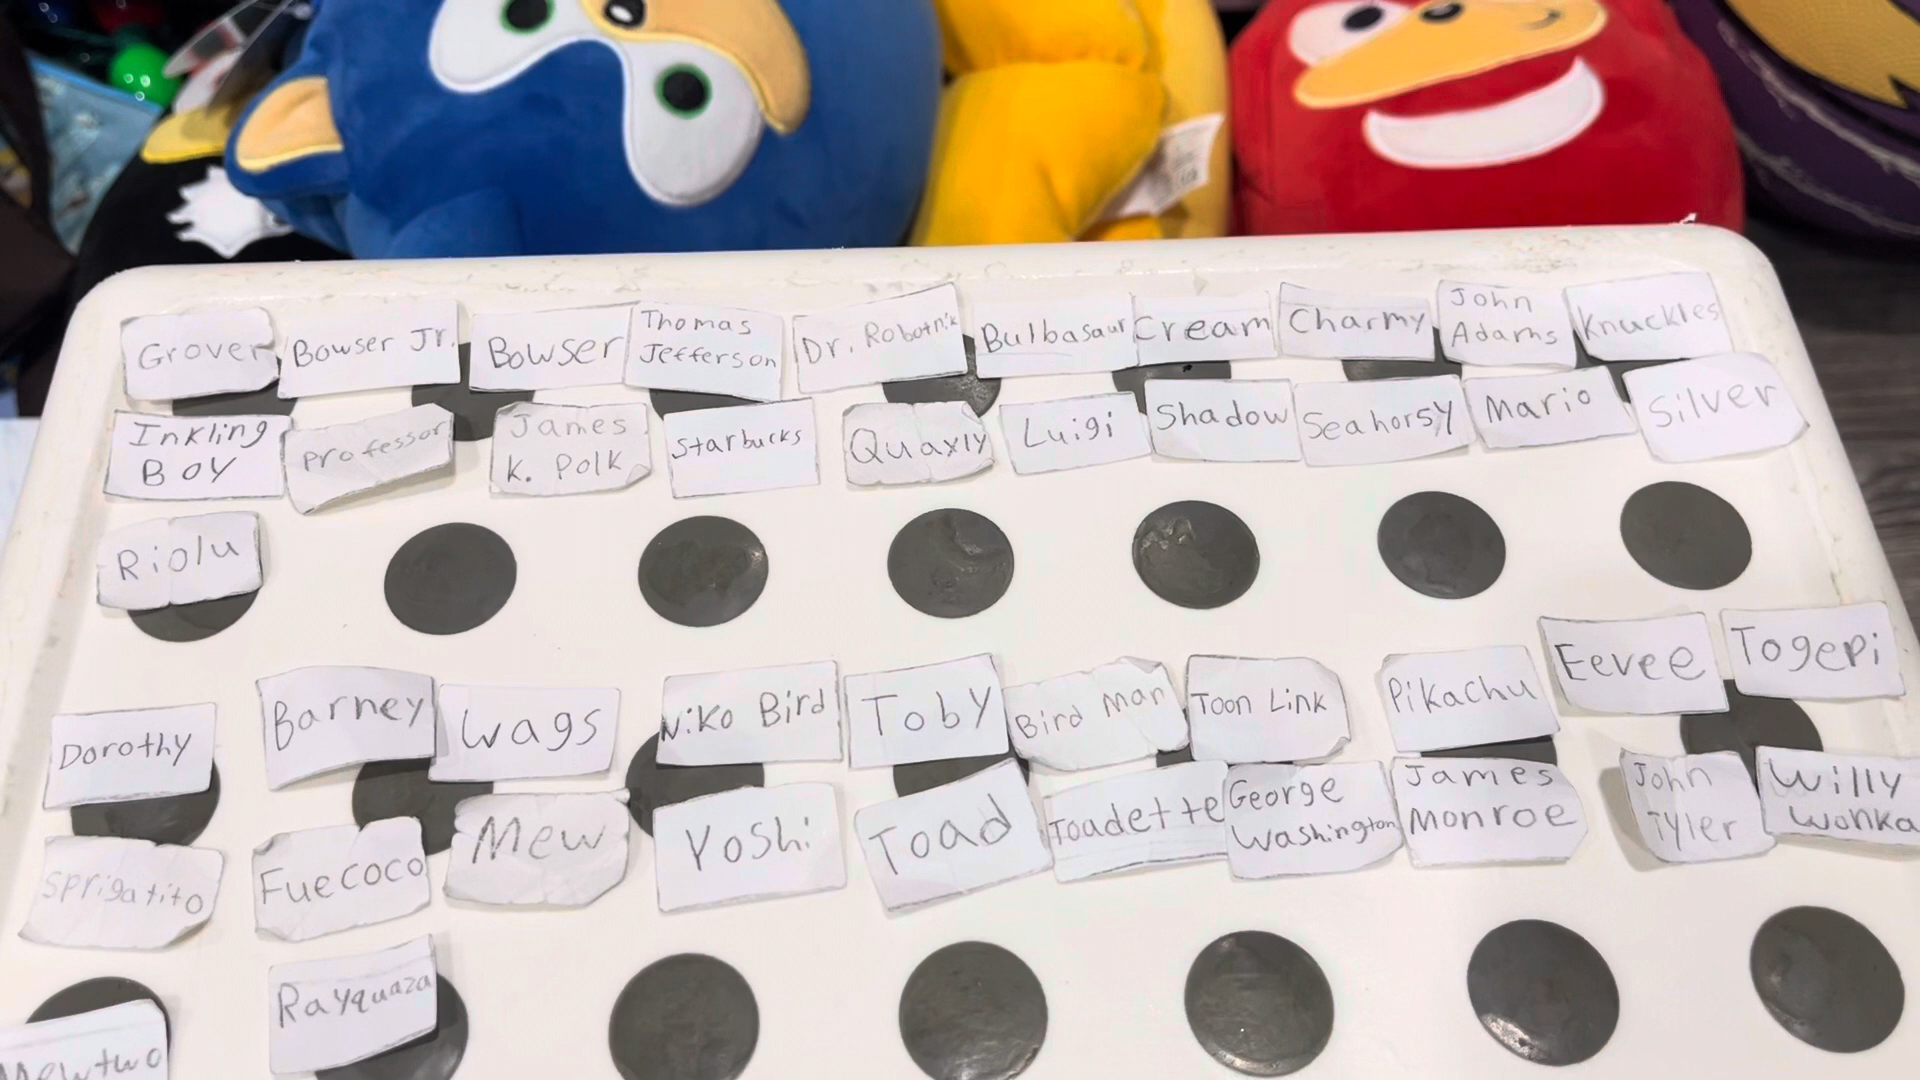 Grover Bowser Jr. Bowser Thomas Jefferson Dr. Robotnik Bulbasaur Cream Charmy John Adams Knuckles
Inkling Boy Professor James K. Polk Starbucks Quaxly Luigi Shadow Seahorsy Mario Silver
Riolu
Dorothy Barney Wags Niko Bird Toby Bird Man Toon Link Pikachu Eevee Togepi
Sprigatito Fuecoco Mew Yoshi Toad Toadette George Washington James Monroe John Tyler Willy Wonka
Mewtwo Rayquaza